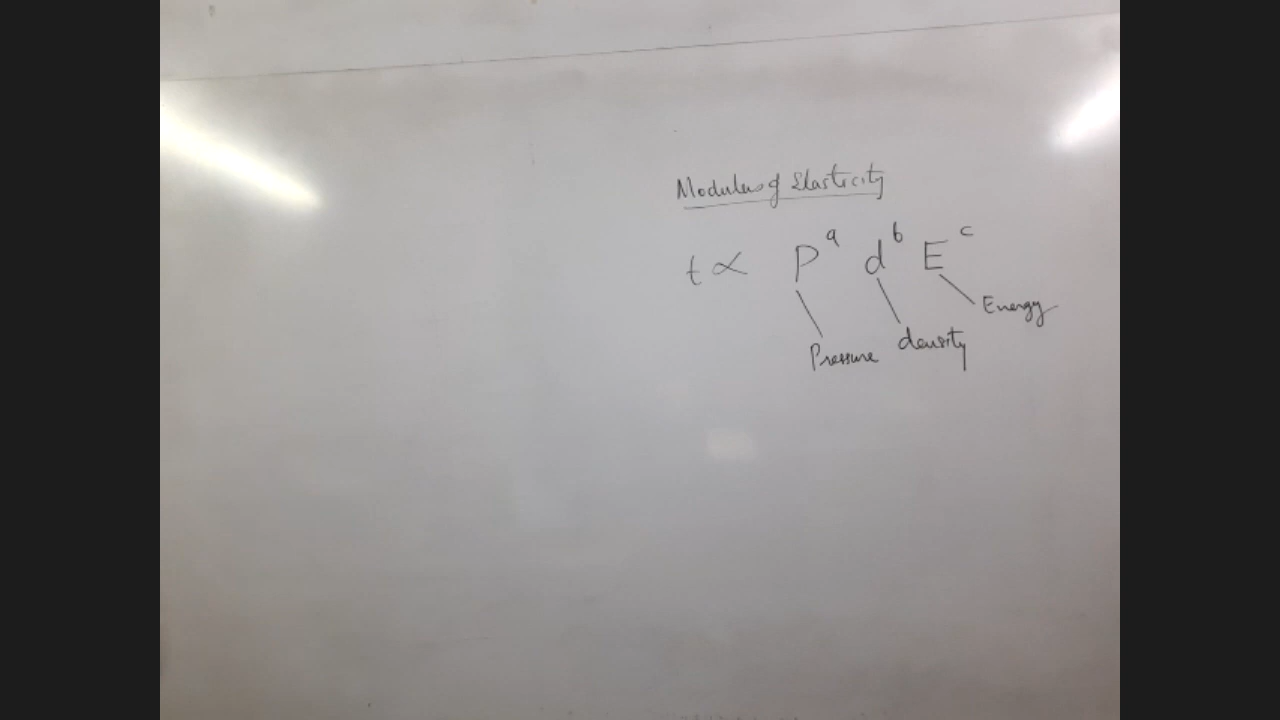 Modulus of Elasticity
t ∝ P^a d^b E^c
Energy
Pressure density